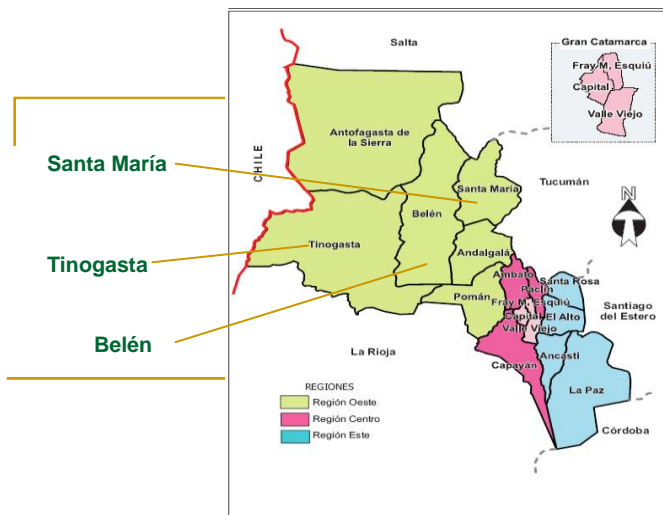 Santa María
Tinogasta
Belén
Salta
Gran Catamarca
Fray M. Esquiú
Capital
Valle Viejo
CHILE
Antofagasta de
la Sierra
Santa María
Tucumán
Belén
N
Tinogasta
Andalgalá
Ambato
Paclín
Santa Rosa
Pomán
Fray M. Esquiú
Capital
El Alto
Santiago
del Estero
Valle Viejo
La Rioja
Capayán
Ancasti
La Paz
Córdoba
REGIONES
Región Oeste
Región Centro
Región Este